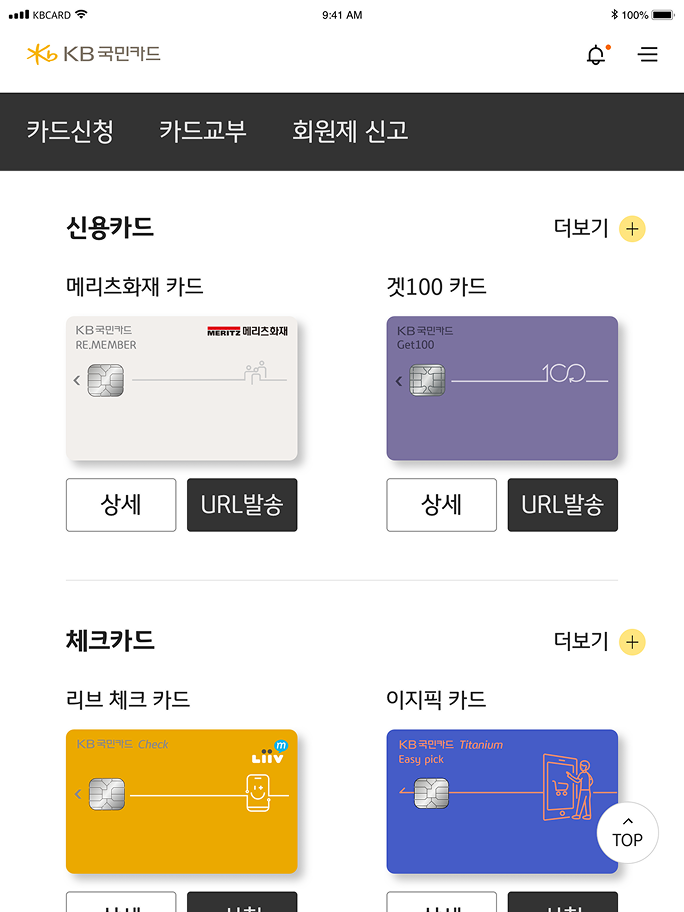 KBCARD 9:41 AM 100%
KB국민카드
카드신청 카드교부 회원제 신고
신용카드 더보기
메리츠화재 카드
KB국민카드
RE.MEMBER
MERITZ 메리츠화재
상세 URL발송
겟100 카드
KB국민카드
Get100
100
상세 URL발송
체크카드 더보기
리브 체크 카드
KB국민카드 Check
Liiv m
이지픽 카드
KB국민카드 Titanium
Easy pick
TOP